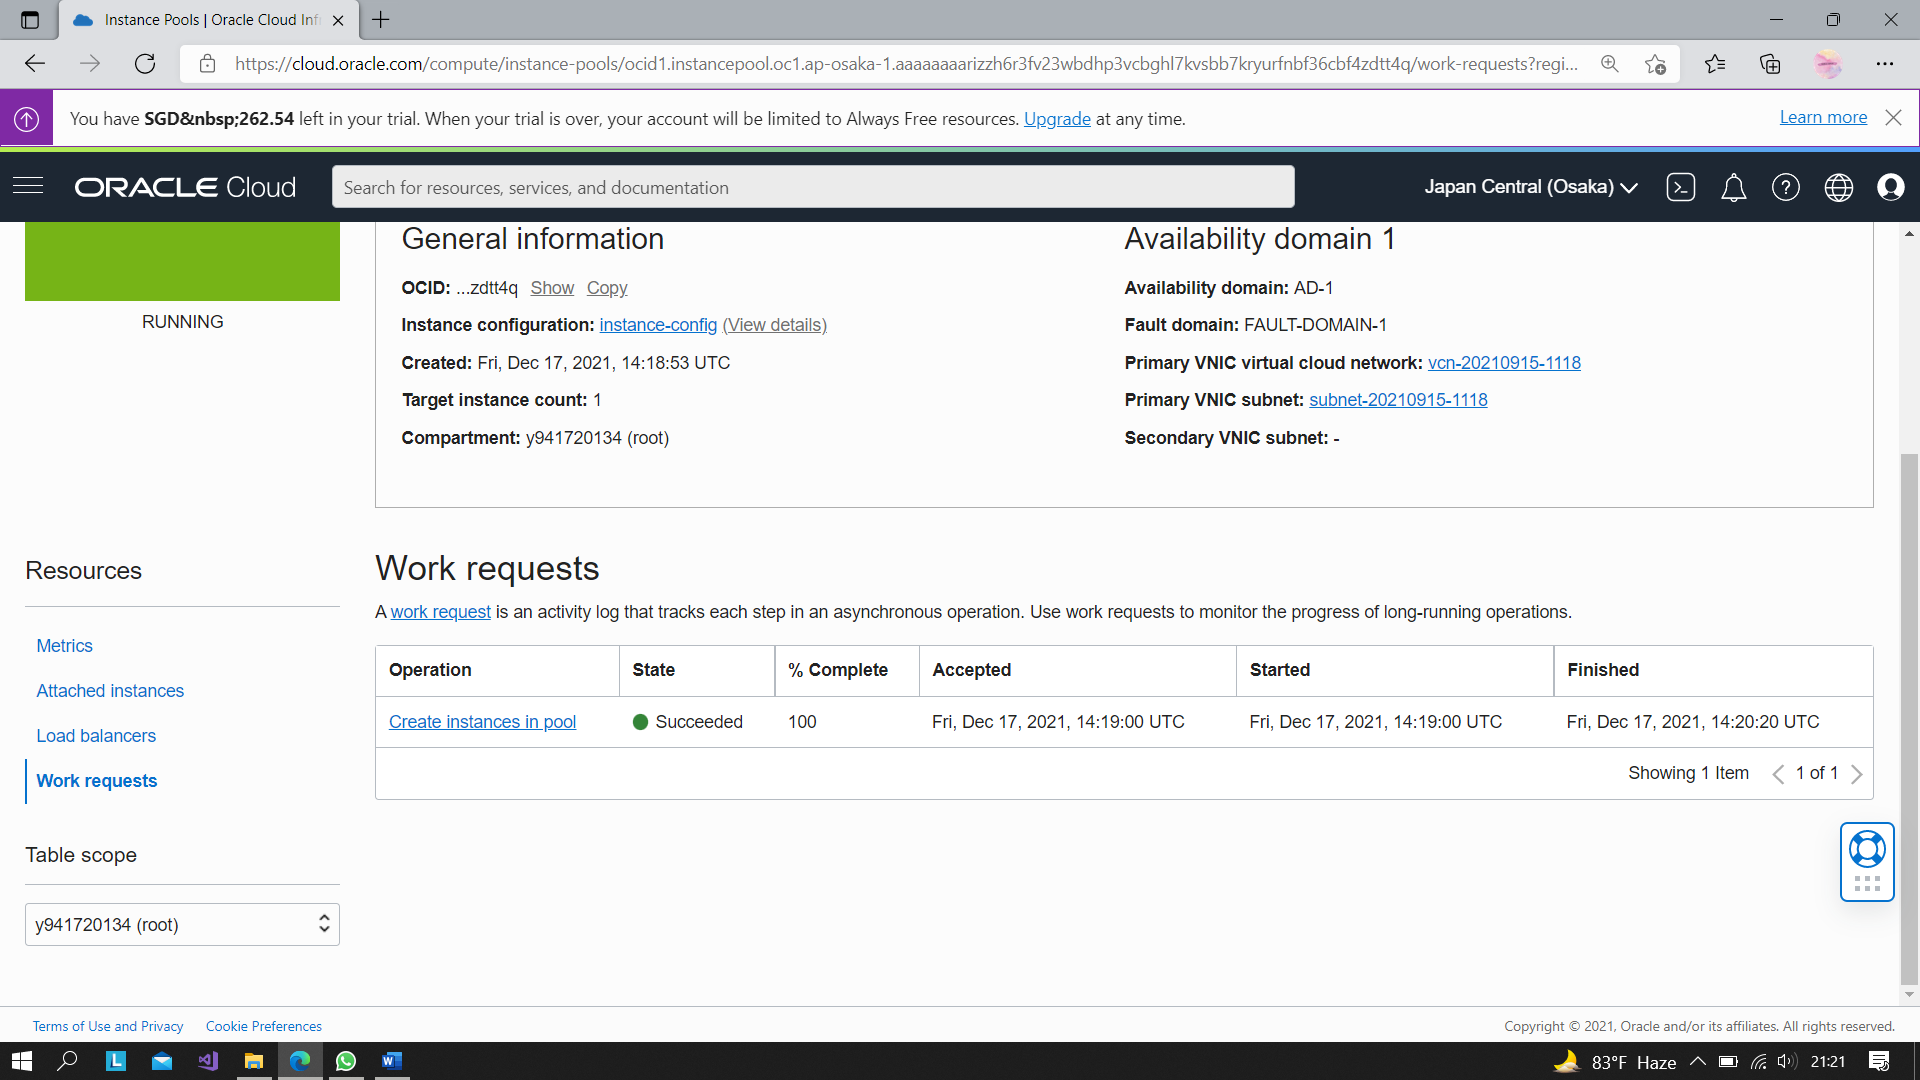 Instance Pools | Oracle Cloud Inf
https://cloud.oracle.com/compute/instance-pools/ocid1.instancepool.oc1.ap-osaka-1.aaaaaaaarizzh6r3fv23wbdhp3vcbghl7kvsbb7kryurfnbf36cbf4zdtt4q/work-requests?regi...
You have SGD&nbsp;262.54 left in your trial. When your trial is over, your account will be limited to Always Free resources. Upgrade at any time.
Learn more
ORACLE Cloud
Search for resources, services, and documentation
Japan Central (Osaka)
RUNNING
General information
OCID: ...zdtt4q Show Copy
Instance configuration: instance-config (View details)
Created: Fri, Dec 17, 2021, 14:18:53 UTC
Target instance count: 1
Compartment: y941720134 (root)
Availability domain 1
Availability domain: AD-1
Fault domain: FAULT-DOMAIN-1
Primary VNIC virtual cloud network: vcn-20210915-1118
Primary VNIC subnet: subnet-20210915-1118
Secondary VNIC subnet: -
Resources
Metrics
Attached instances
Load balancers
Work requests
Table scope
y941720134 (root)
Work requests
A work request is an activity log that tracks each step in an asynchronous operation. Use work requests to monitor the progress of long-running operations.
Operation State % Complete Accepted Started Finished
Create instances in pool Succeeded 100 Fri, Dec 17, 2021, 14:19:00 UTC Fri, Dec 17, 2021, 14:19:00 UTC Fri, Dec 17, 2021, 14:20:20 UTC
Showing 1 Item 1 of 1
Terms of Use and Privacy Cookie Preferences
Copyright © 2021, Oracle and/or its affiliates. All rights reserved.
L
W
83°F Haze
21:21